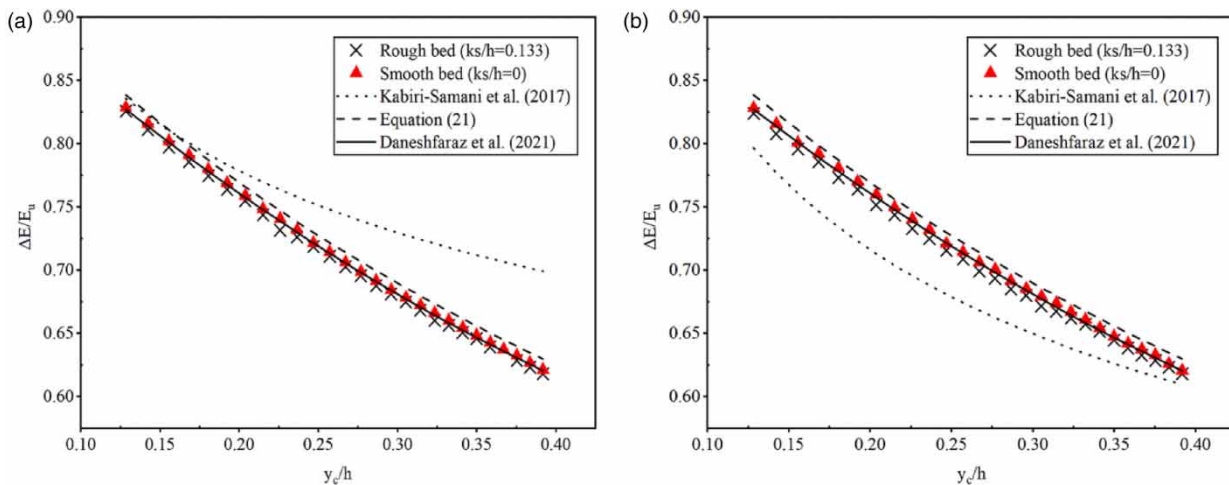 (a)
0.90
0.85
0.80
0.75
0.70
0.65
0.60
ΔE/Eu
Rough bed (ks/h=0.133)
Smooth bed (ks/h=0)
Kabiri-Samani et al. (2017)
Equation (21)
Daneshfaraz et al. (2021)
0.10 0.15 0.20 0.25 0.30 0.35 0.40
yc/h
(b)
0.90
0.85
0.80
0.75
0.70
0.65
0.60
ΔE/Eu
Rough bed (ks/h=0.133)
Smooth bed (ks/h=0)
Kabiri-Samani et al. (2017)
Equation (21)
Daneshfaraz et al. (2021)
0.10 0.15 0.20 0.25 0.30 0.35 0.40
yc/h